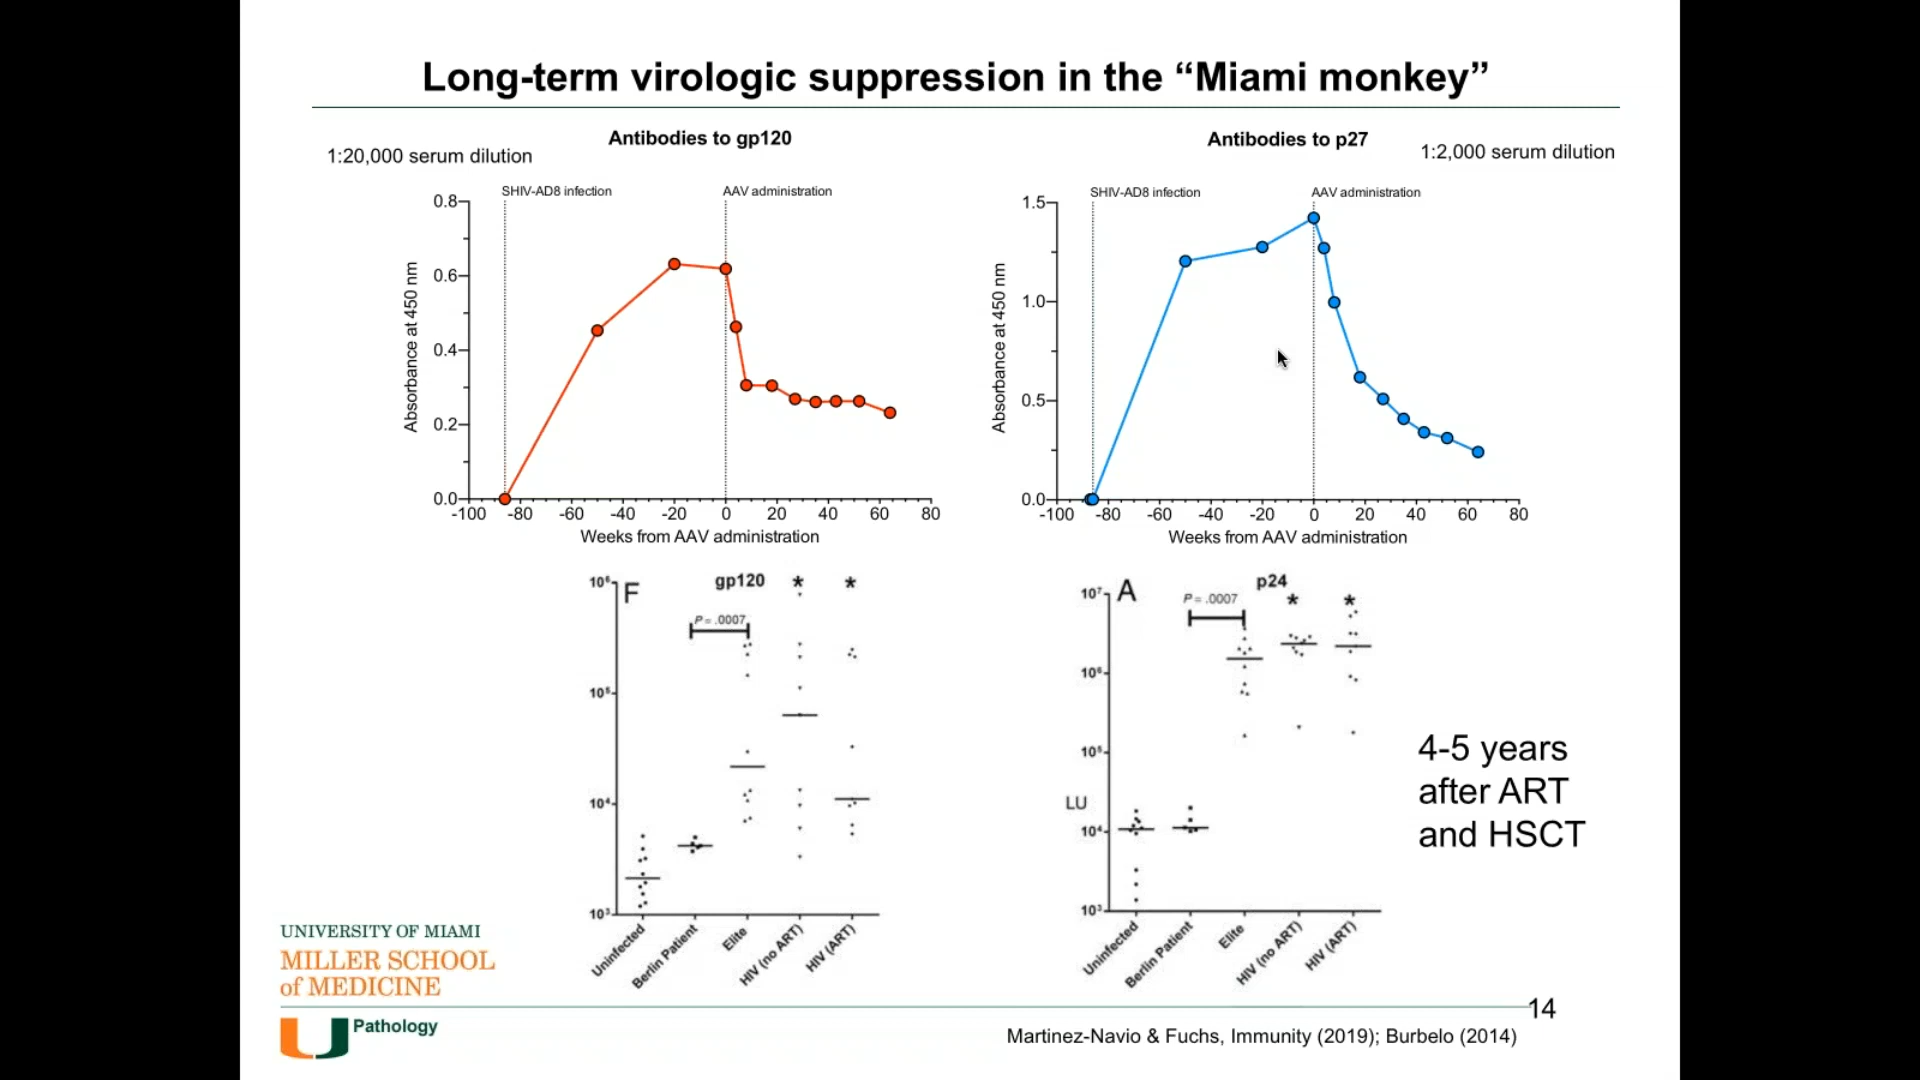 Long-term virologic suppression in the “Miami monkey”
1:20,000 serum dilution
Antibodies to gp120
Antibodies to p27
1:2,000 serum dilution
SHIV-AD8 infection
AAV administration
0.8
0.6
0.4
0.2
0.0
Absorbance at 450 nm
-100 -80 -60 -40 -20 0 20 40 60 80
Weeks from AAV administration
SHIV-AD8 infection
AAV administration
1.5
1.0
0.5
0.0
Absorbance at 450 nm
-100 -80 -60 -40 -20 0 20 40 60 80
Weeks from AAV administration
F
gp120 * *
P = .0007
10⁶
10⁵
10⁴
10³
Uninfected
Berlin Patient
Elite
HIV (no ART)
HIV (ART)
A
p24
P = .0007 * *
10⁷
10⁶
10⁵
LU
10⁴
10³
Uninfected
Berlin Patient
Elite
HIV (no ART)
HIV (ART)
4-5 years
after ART
and HSCT
UNIVERSITY OF MIAMI
MILLER SCHOOL
of MEDICINE
Pathology
14
Martinez-Navio & Fuchs, Immunity (2019); Burbelo (2014)